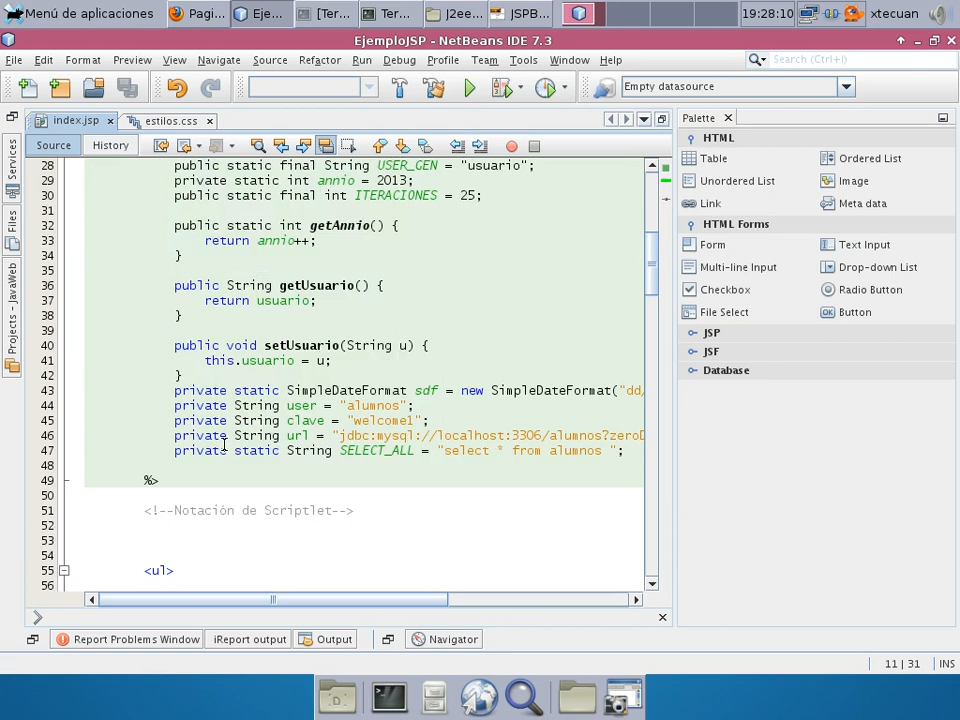 Menú de aplicaciones
Pagi...
Eje...
[Ter...
Ter...
J2ee...
JSPB...
19:28:10
xtecuan
EjemploJSP - NetBeans IDE 7.3
File Edit Format Preview View Navigate Source Refactor Run Debug Profile Team Tools Window Help
Search (Ctrl+I)
Empty datasource
index.jsp
estilos.css
Palette
Source
History
HTML
Table
Ordered List
Unordered List
Image
Link
Meta data
HTML Forms
Form
Text Input
Multi-line Input
Drop-down List
Checkbox
Radio Button
File Select
OK
Button
JSP
JSF
Database
Services
Files
Projects - JavaWeb
28 public static final String USER_GEN = "usuario";
29 private static int annio = 2013;
30 public static final int ITERACIONES = 25;
31
32 public static int getAnnio() {
33 return annio++;
34 }
35
36 public String getUsuario() {
37 return usuario;
38 }
39
40 public void setUsuario(String u) {
41 this.usuario = u;
42 }
43 private static SimpleDateFormat sdf = new SimpleDateFormat("dd,
44 private String user = "alumnos";
45 private String clave = "welcome1";
46 private String url = "jdbc:mysql://localhost:3306/alumnos?zeroD
47 private static String SELECT_ALL = "select * from alumnos ";
48
49 %>
50
51 <!--Notación de Scriptlet-->
52
53
54
55 <ul>
56
Report Problems Window
iReport output
Output
Navigator
11 | 31
INS